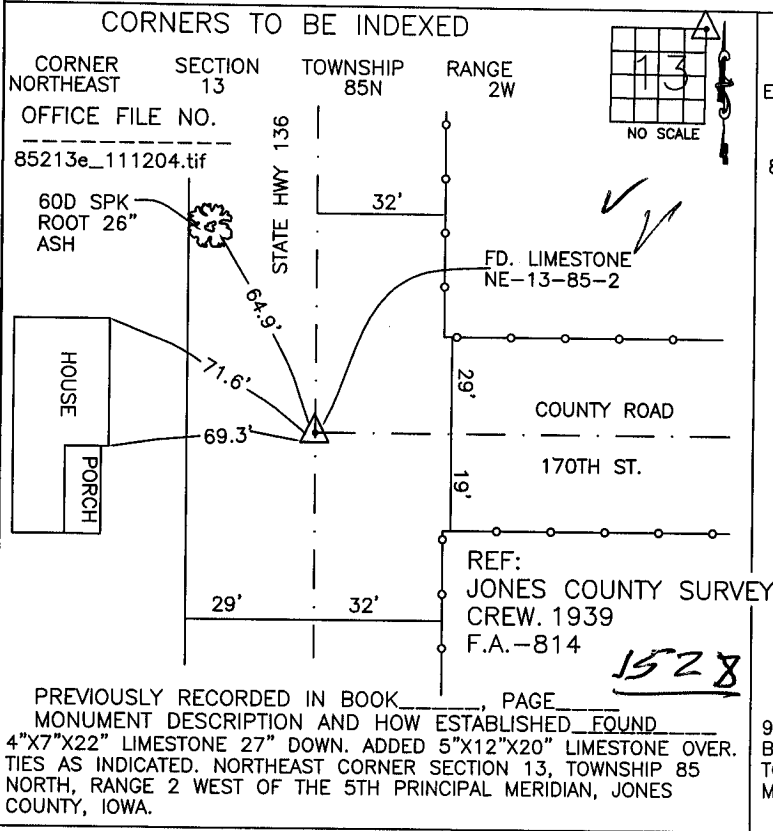 CORNERS TO BE INDEXED
CORNER SECTION TOWNSHIP RANGE
NORTHEAST 13 85N 2W
OFFICE FILE NO.
85213e_111204.tif
13
NO SCALE
60D SPK
ROOT 26"
ASH
STATE HWY 136
32'
FD. LIMESTONE
NE-13-85-2
64.9'
71.6'
69.3'
HOUSE
PORCH
29'
19'
COUNTY ROAD
170TH ST.
29'
32'
REF:
JONES COUNTY SURVEY
CREW. 1939
F.A.-814
1528
PREVIOUSLY RECORDED IN BOOK______, PAGE_____
MONUMENT DESCRIPTION AND HOW ESTABLISHED__FOUND____
4"X7"X22" LIMESTONE 27" DOWN. ADDED 5"X12"X20" LIMESTONE OVER.
TIES AS INDICATED. NORTHEAST CORNER SECTION 13, TOWNSHIP 85
NORTH, RANGE 2 WEST OF THE 5TH PRINCIPAL MERIDIAN, JONES
COUNTY, IOWA.